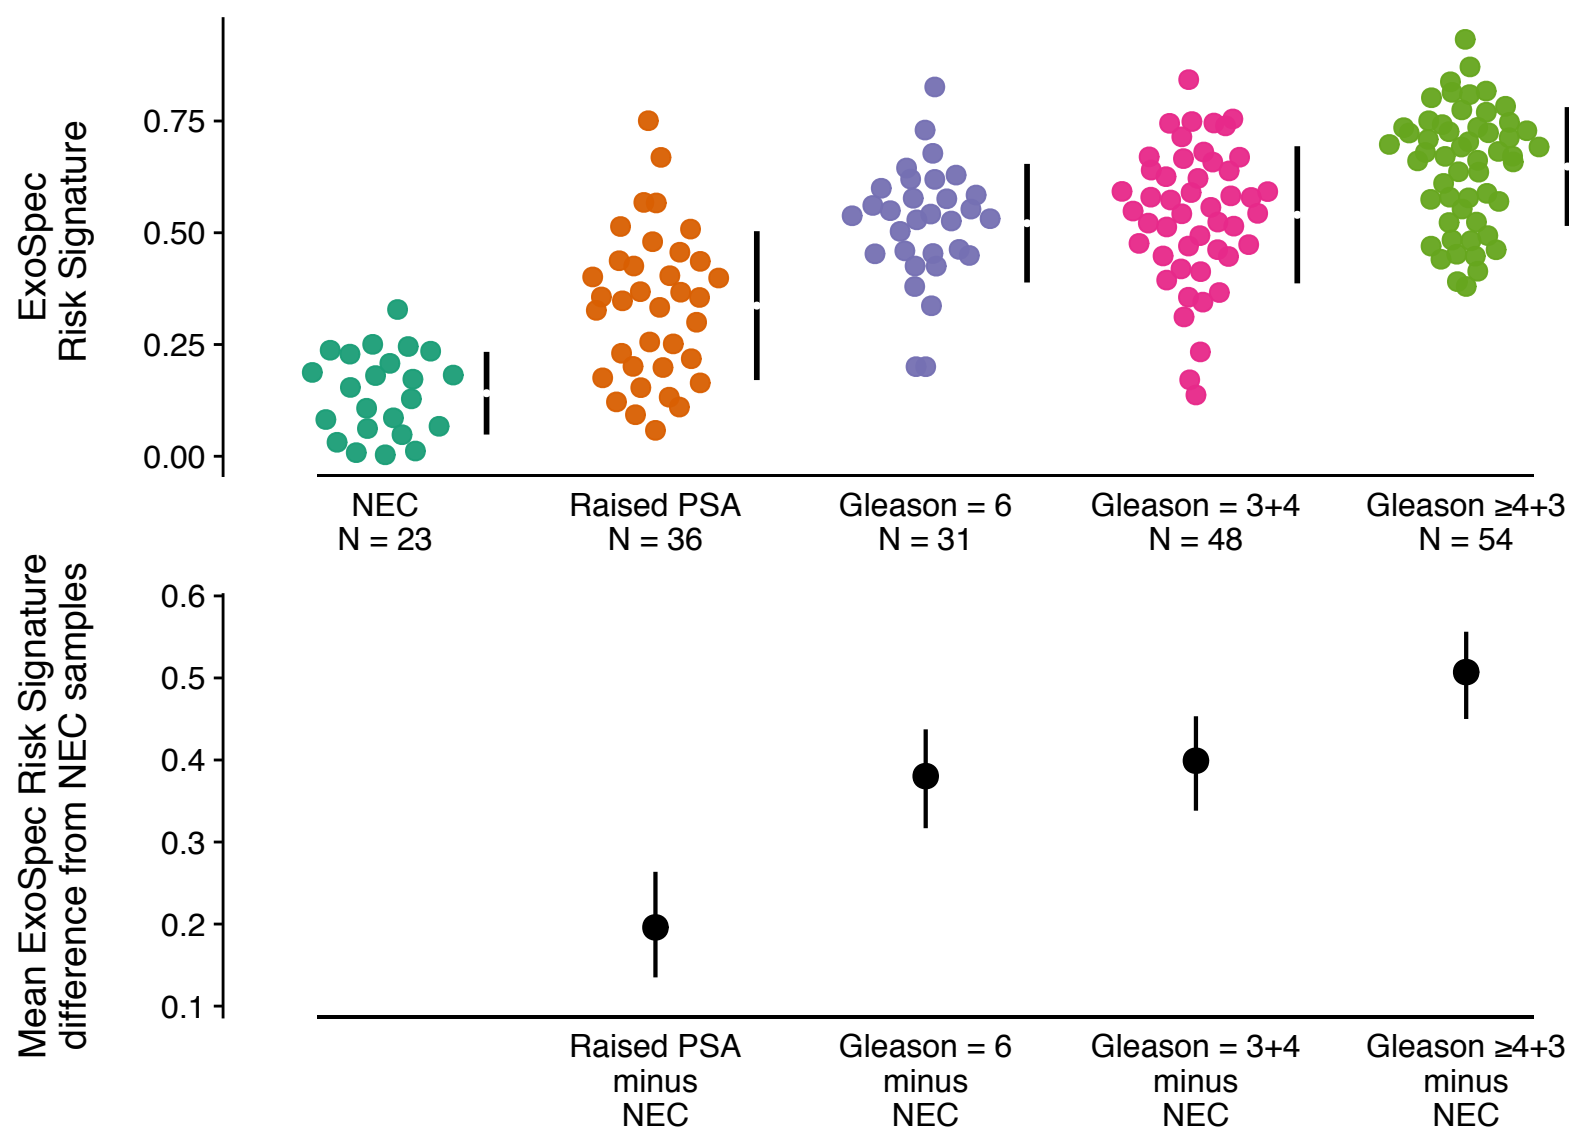 ExoSpec
Risk Signature
0.75
0.50
0.25
0.00
NEC
N = 23
Raised PSA
N = 36
Gleason = 6
N = 31
Gleason = 3+4
N = 48
Gleason ≥4+3
N = 54
Mean ExoSpec Risk Signature
difference from NEC samples
0.6
0.5
0.4
0.3
0.2
0.1
Raised PSA
minus
NEC
Gleason = 6
minus
NEC
Gleason = 3+4
minus
NEC
Gleason ≥4+3
minus
NEC